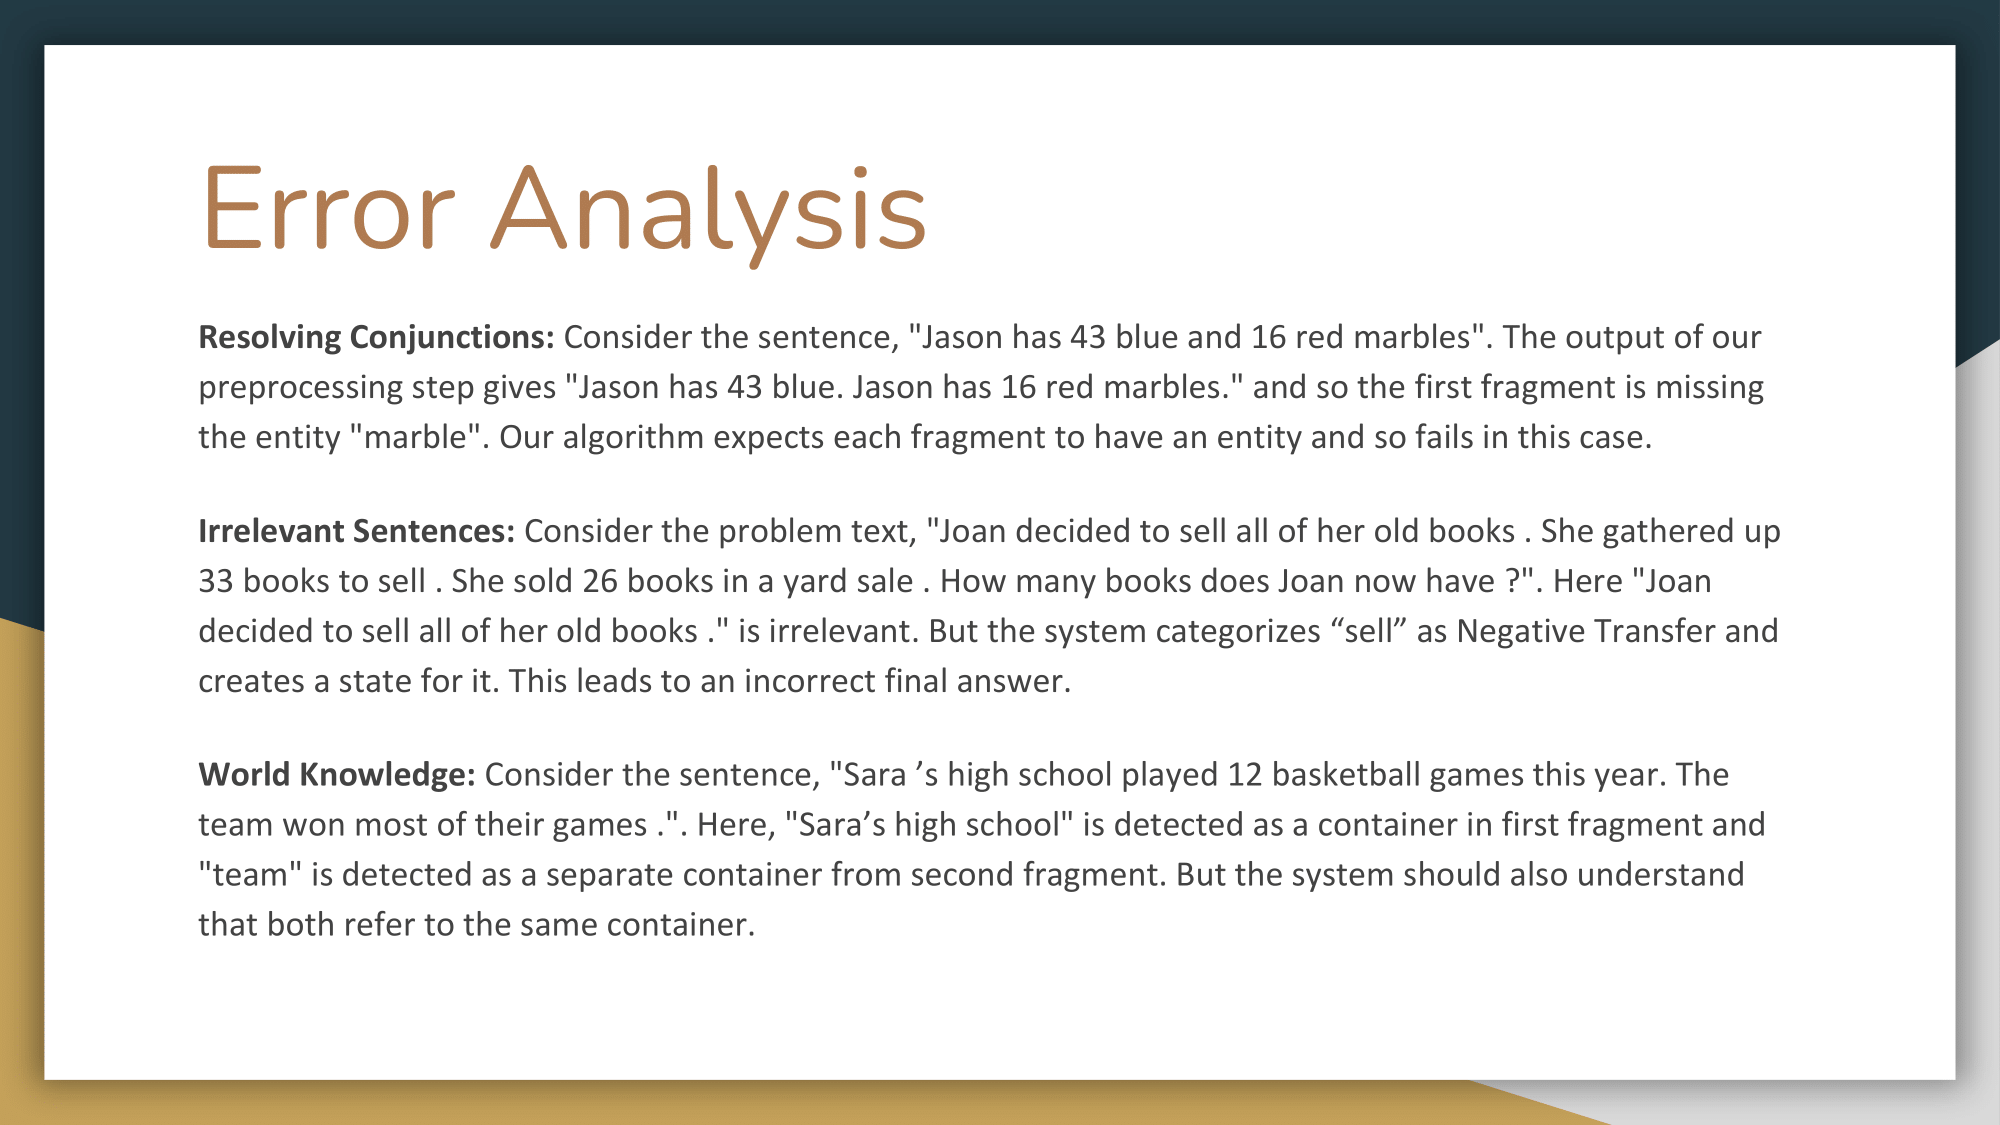 Error Analysis
Resolving Conjunctions: Consider the sentence, "Jason has 43 blue and 16 red marbles". The output of our
preprocessing step gives "Jason has 43 blue. Jason has 16 red marbles." and so the first fragment is missing
the entity "marble". Our algorithm expects each fragment to have an entity and so fails in this case.
Irrelevant Sentences: Consider the problem text, "Joan decided to sell all of her old books . She gathered up
33 books to sell . She sold 26 books in a yard sale . How many books does Joan now have ?". Here "Joan
decided to sell all of her old books ." is irrelevant. But the system categorizes “sell” as Negative Transfer and
creates a state for it. This leads to an incorrect final answer.
World Knowledge: Consider the sentence, "Sara ’s high school played 12 basketball games this year. The
team won most of their games .". Here, "Sara’s high school" is detected as a container in first fragment and
"team" is detected as a separate container from second fragment. But the system should also understand
that both refer to the same container.